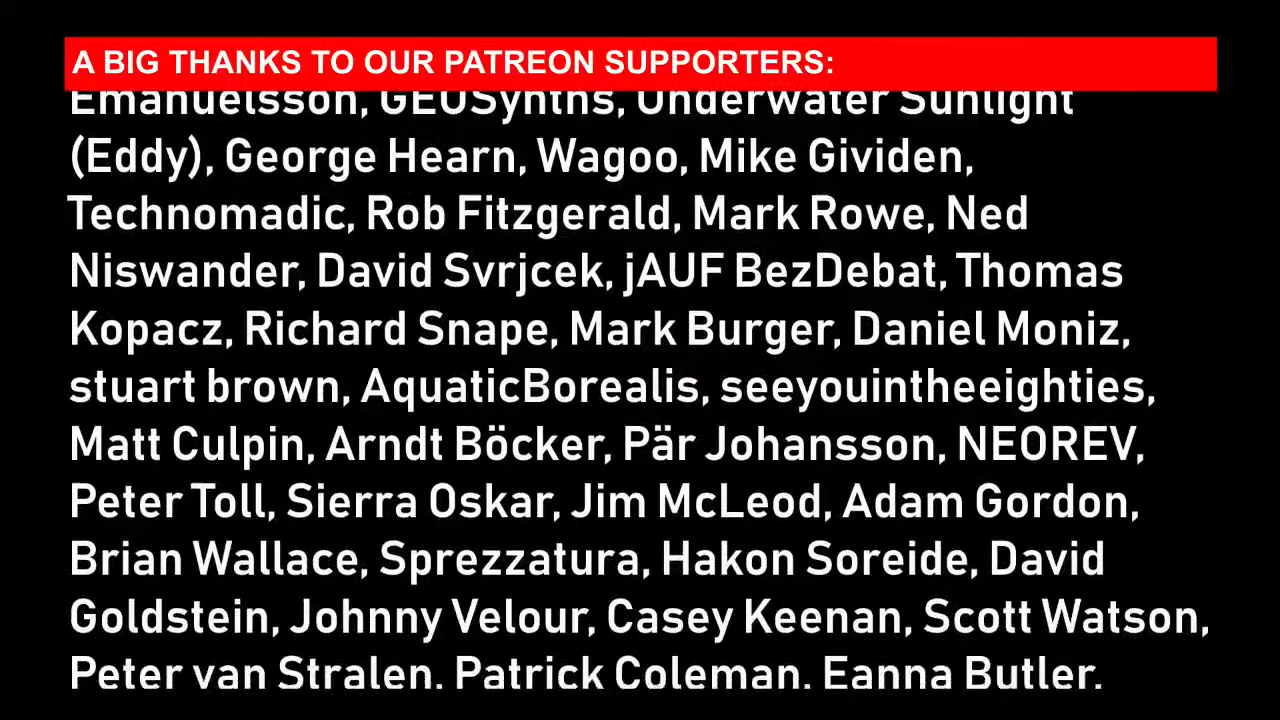 A BIG THANKS TO OUR PATREON SUPPORTERS:
Emanuelsson, GEOSynths, Underwater Sunlight
(Eddy), George Hearn, Wagoo, Mike Gividen,
Technomadic, Rob Fitzgerald, Mark Rowe, Ned
Niswander, David Svrjcek, jAUF BezDebat, Thomas
Kopacz, Richard Snape, Mark Burger, Daniel Moniz,
stuart brown, AquaticBorealis, seeyouintheeighties,
Matt Culpin, Arndt Böcker, Pär Johansson, NEOREV,
Peter Toll, Sierra Oskar, Jim McLeod, Adam Gordon,
Brian Wallace, Sprezzatura, Hakon Soreide, David
Goldstein, Johnny Velour, Casey Keenan, Scott Watson,
Peter van Stralen, Patrick Coleman, Eanna Butler,